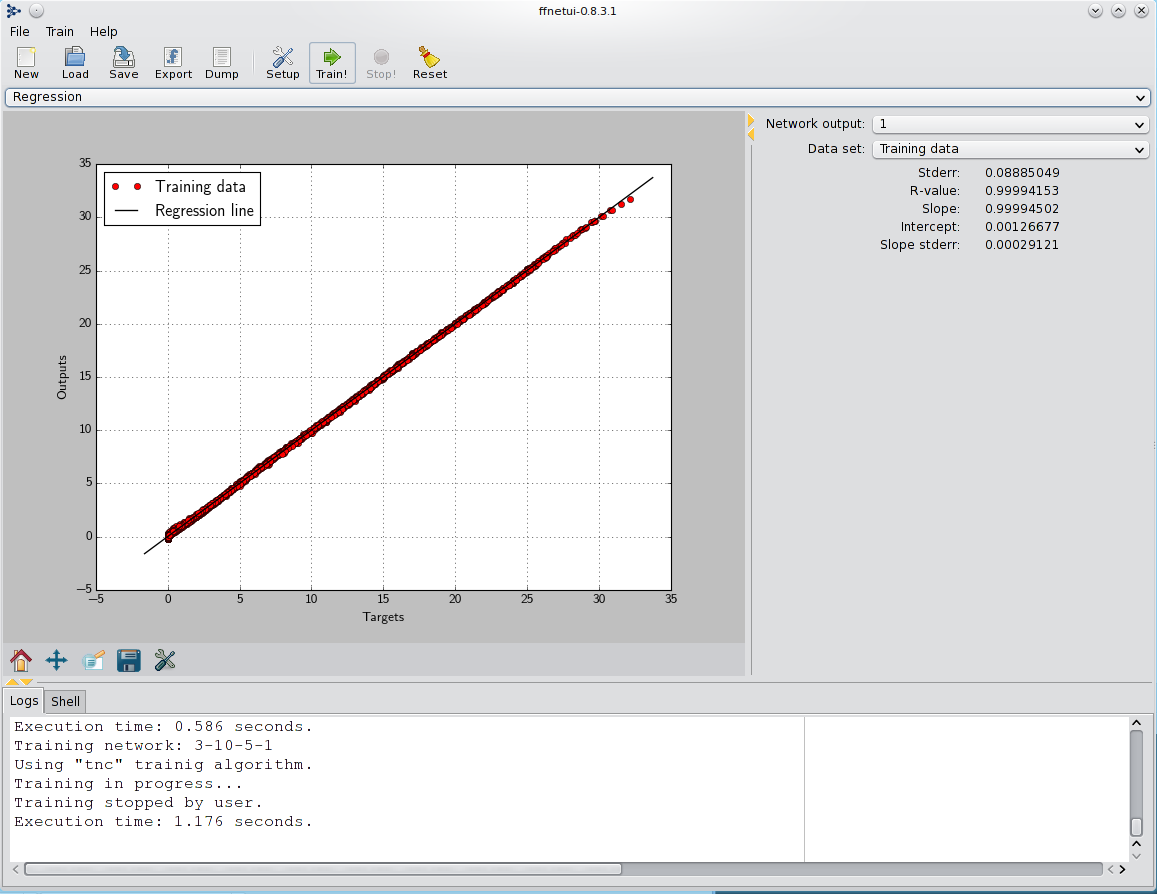 ffnetui-0.8.3.1
File Train Help
New Load Save Export Dump Setup Train! Stop! Reset
Regression
Network output: 1
Data set: Training data
Stderr: 0.08885049
R-value: 0.99994153
Slope: 0.99994502
Intercept: 0.00126677
Slope stderr: 0.00029121
Training data
Regression line
35
30
25
20
15
10
5
0
−5
Outputs
−5 0 5 10 15 20 25 30 35
Targets
Logs Shell
Execution time: 0.586 seconds.
Training network: 3-10-5-1
Using "tnc" trainig algorithm.
Training in progress...
Training stopped by user.
Execution time: 1.176 seconds.